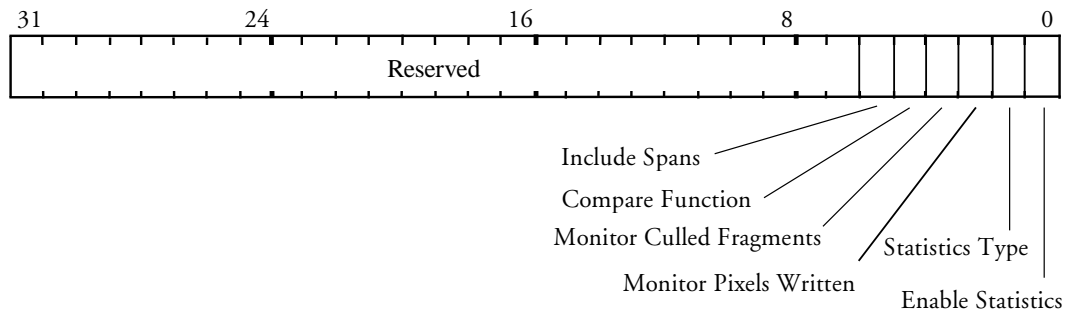 31 24 16 8 0
Reserved
Include Spans
Compare Function
Monitor Culled Fragments
Statistics Type
Monitor Pixels Written
Enable Statistics